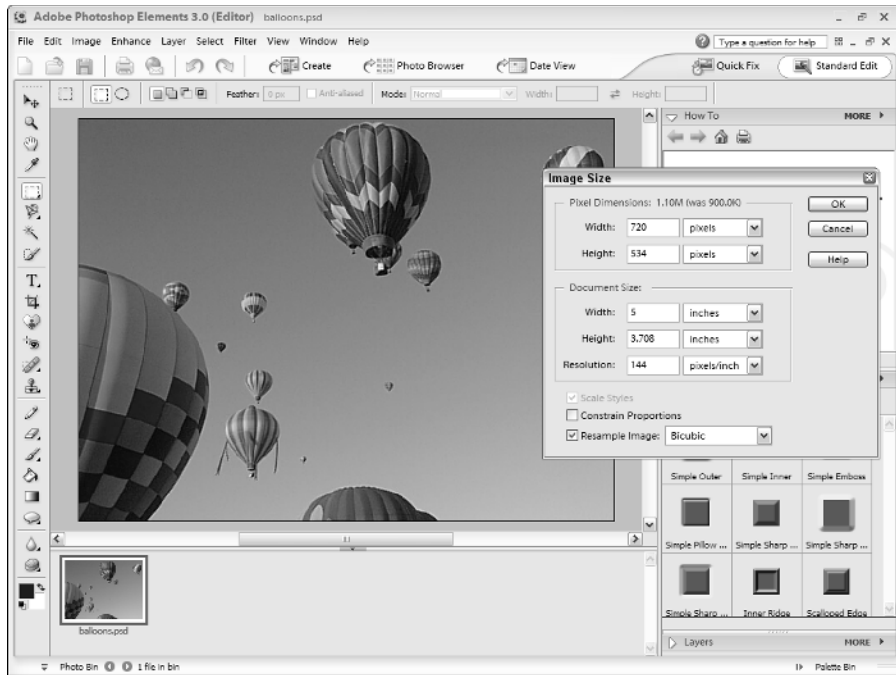 Adobe Photoshop Elements 3.0 (Editor) balloons.psd
File Edit Image Enhance Layer Select Filter View Window Help
Type a question for help
Create Photo Browser Date View Quick Fix Standard Edit
Feather: 0 px Anti-aliased Mode: Normal Width: Height:
How To MORE
Image Size
Pixel Dimensions: 1.10M (was 900.0K)
Width: 720 pixels
Height: 534 pixels
Document Size:
Width: 5 inches
Height: 3.708 inches
Resolution: 144 pixels/inch
Scale Styles
Constrain Proportions
Resample Image: Bicubic
OK
Cancel
Help
Simple Outer Simple Inner Simple Emboss
Simple Pillow ... Simple Sharp ... Simple Sharp ...
Simple Sharp ... Inner Ridge Scalloped Edge
balloons.psd
Layers MORE
Photo Bin 1 file in bin Palette Bin